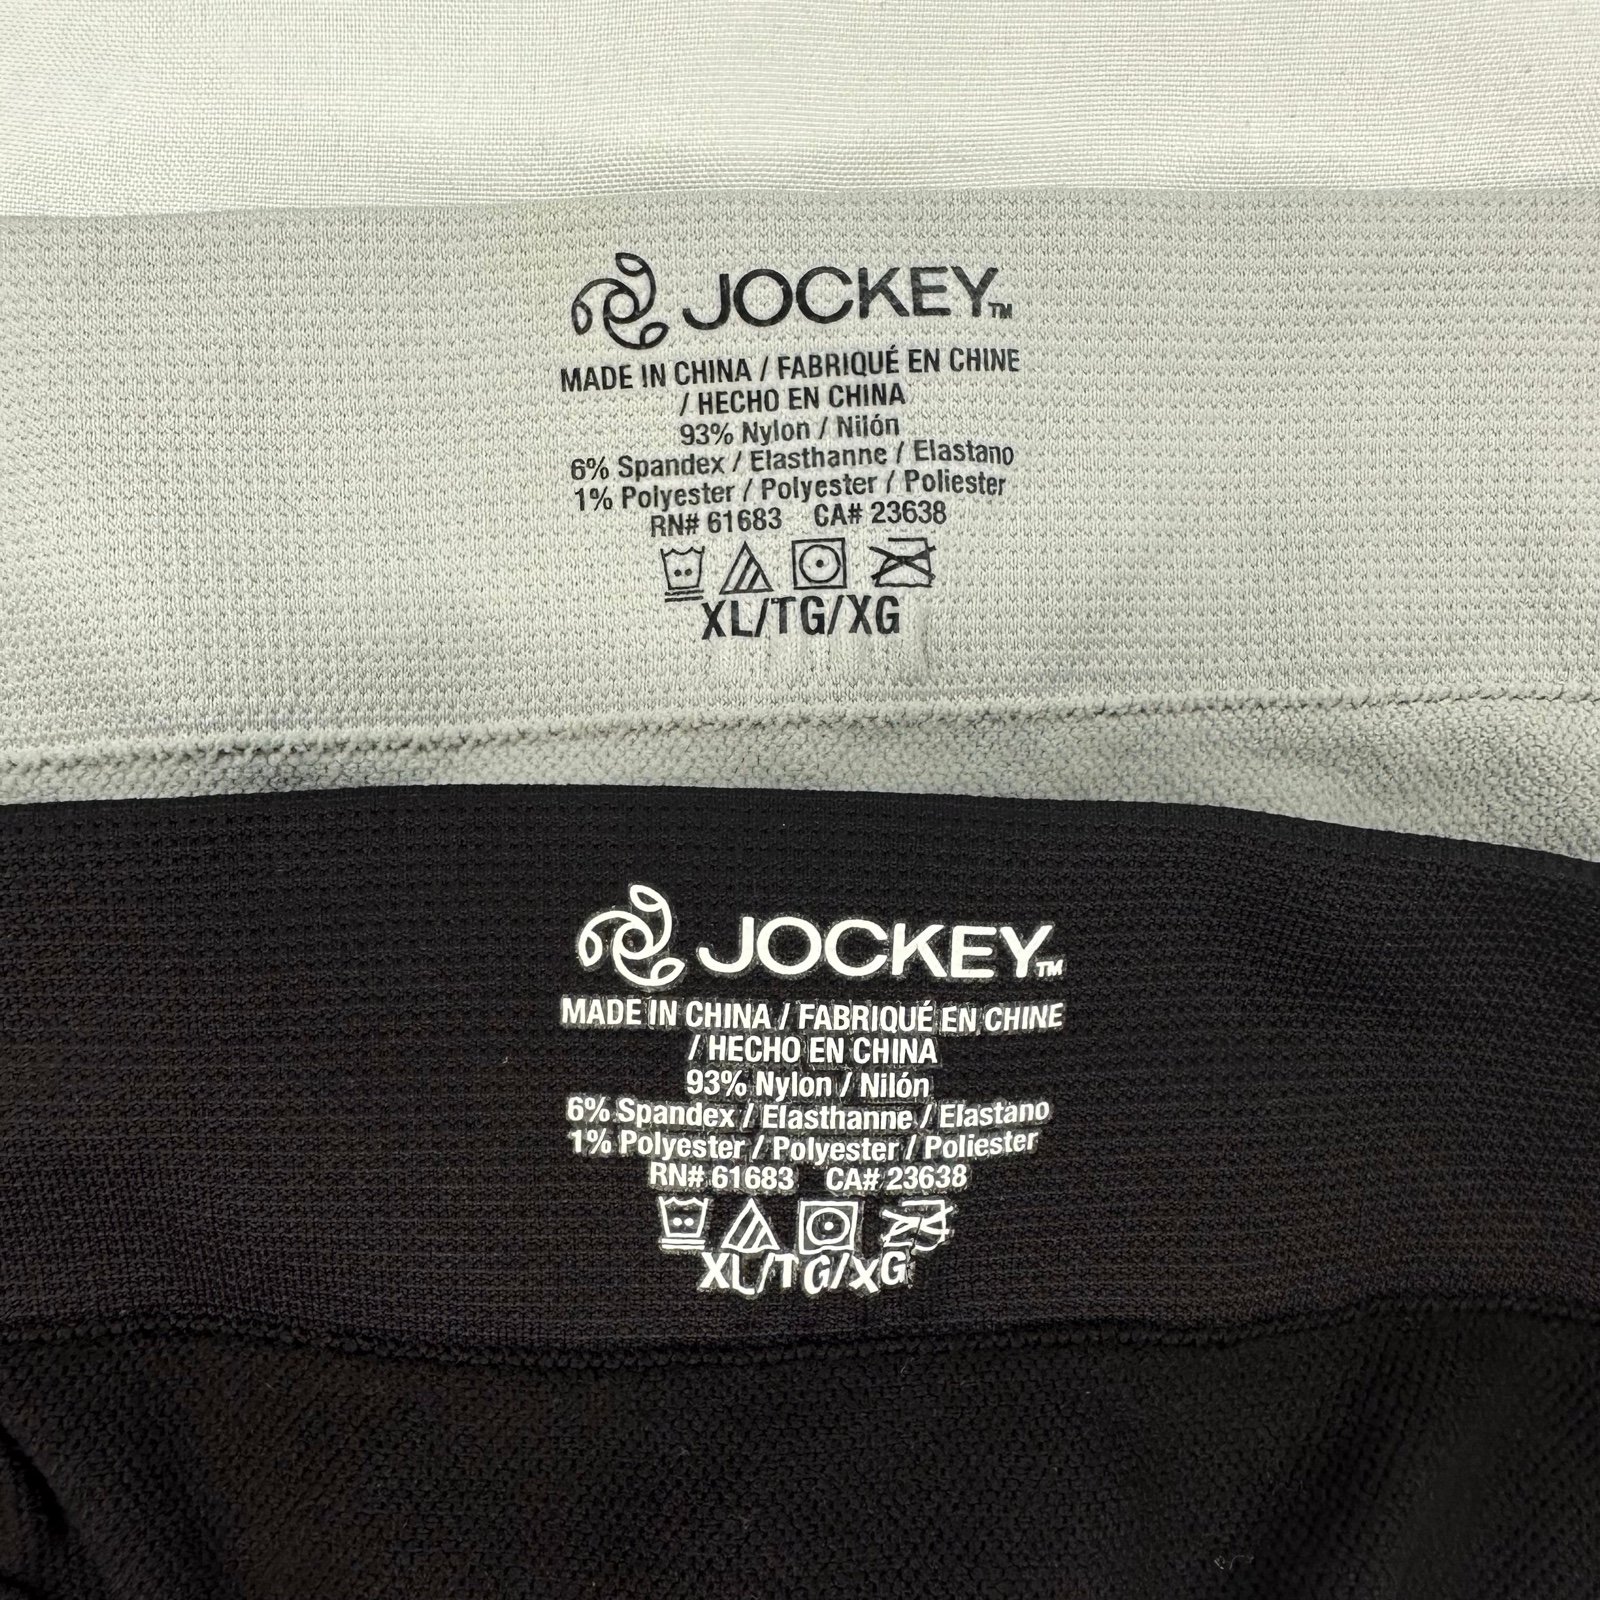 JOCKEY™
MADE IN CHINA / FABRIQUÉ EN CHINE
/ HECHO EN CHINA
93% Nylon / Nilón
6% Spandex / Elasthanne / Elastano
1% Polyester / Polyester / Poliester
RN# 61683 CA# 23638
XL/TG/XG
JOCKEY™
MADE IN CHINA / FABRIQUÉ EN CHINE
/ HECHO EN CHINA
93% Nylon / Nilón
6% Spandex / Elasthanne / Elastano
1% Polyester / Polyester / Poliester
RN# 61683 CA# 23638
XL/TG/XG